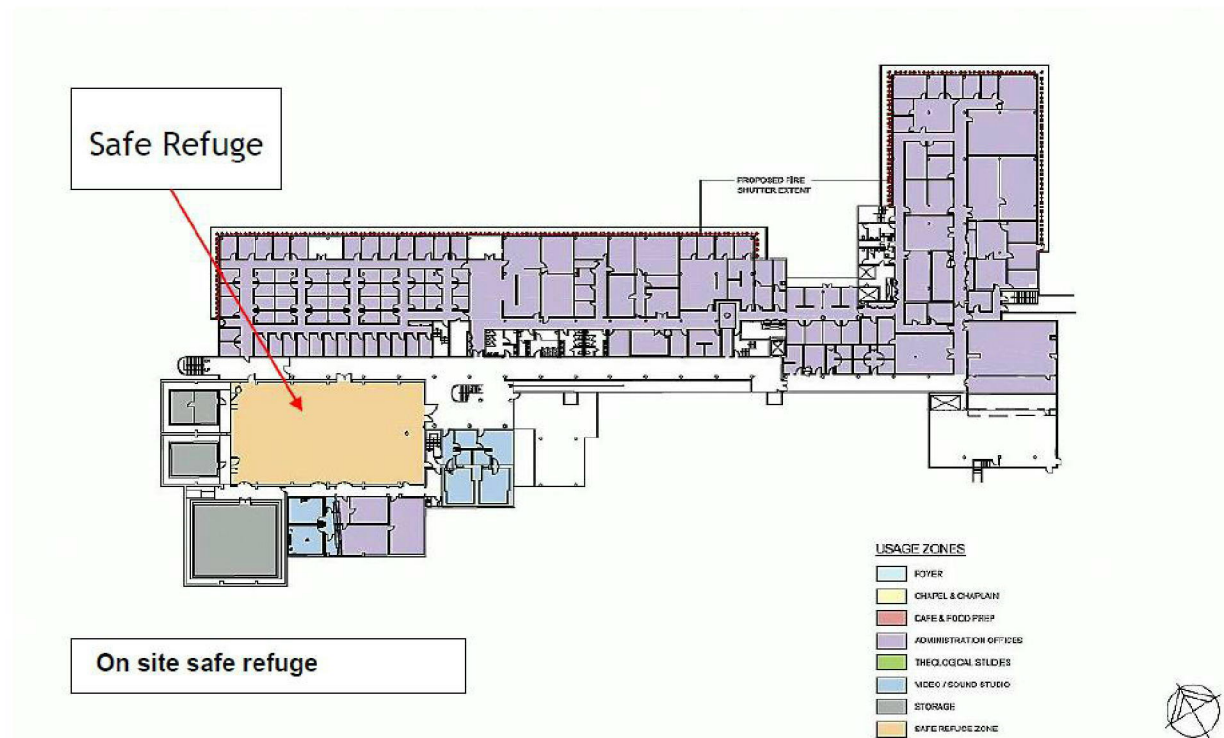 Safe Refuge
PROPOSED FIRE
SHUTTER EXTENT
On site safe refuge
USAGE ZONES
FOYER
CHAPEL & CHAPLAIN
CAFE & FOOD PREP
ADMINISTRATION OFFICES
THEOLOGICAL STUDIES
VIDEO / SOUND STUDIO
STORAGE
SAFE REFUGE ZONE